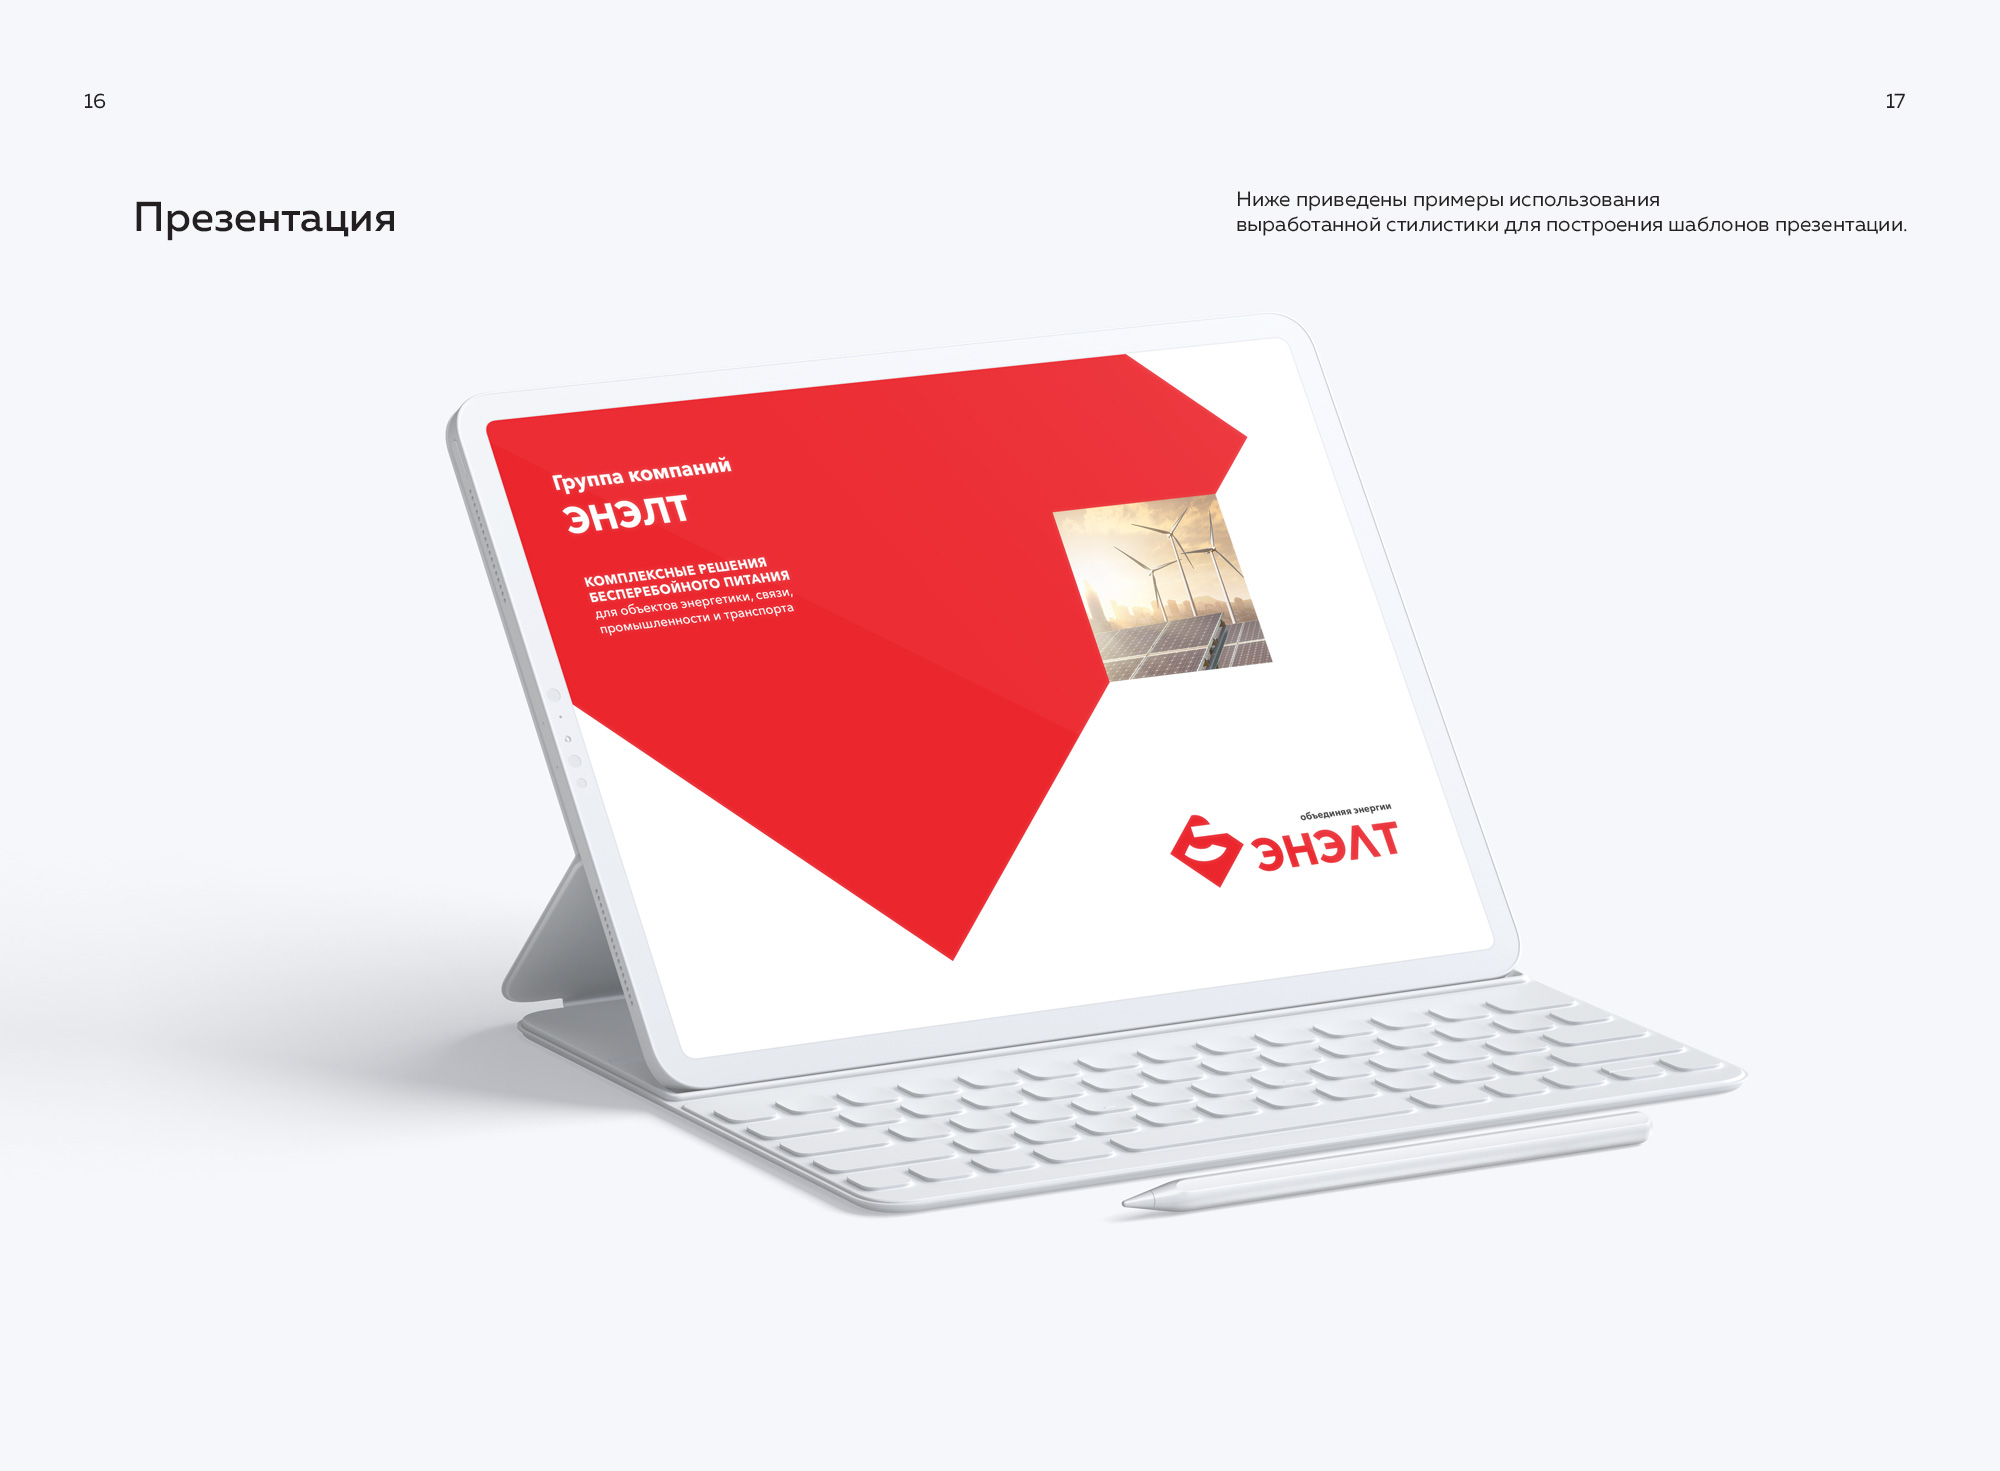 16
17
Презентация
Ниже приведены примеры использования
выработанной стилистики для построения шаблонов презентации.
Группа компаний
ЭНЭЛТ
КОМПЛЕКСНЫЕ РЕШЕНИЯ
БЕСПЕРЕБОЙНОГО ПИТАНИЯ
для объектов энергетики, связи,
промышленности и транспорта
объединяя энергии
ЭНЭЛТ